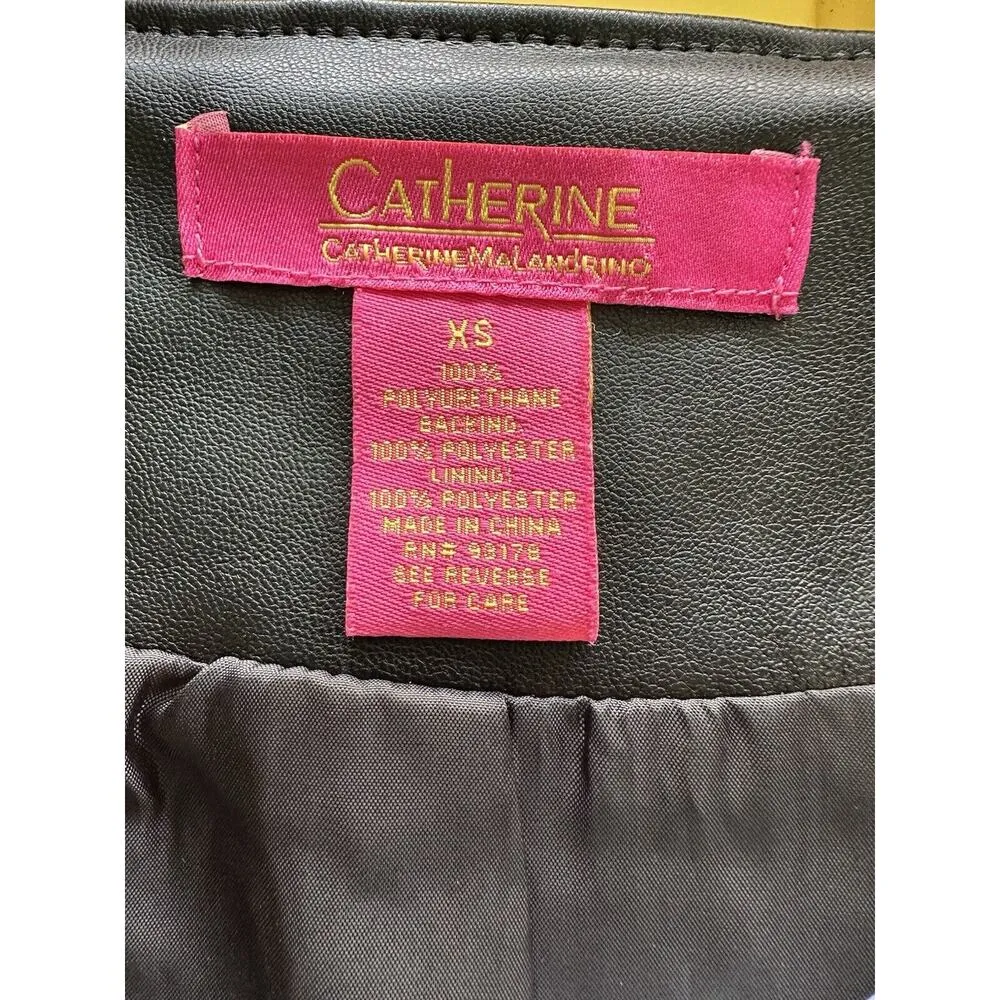 CATHERINE
CATHERINE MALANDRINO
XS
100%
POLYURETHANE
BACKING:
100% POLYESTER
LINING:
100% POLYESTER
MADE IN CHINA
RN# 93178
SEE REVERSE
FOR CARE